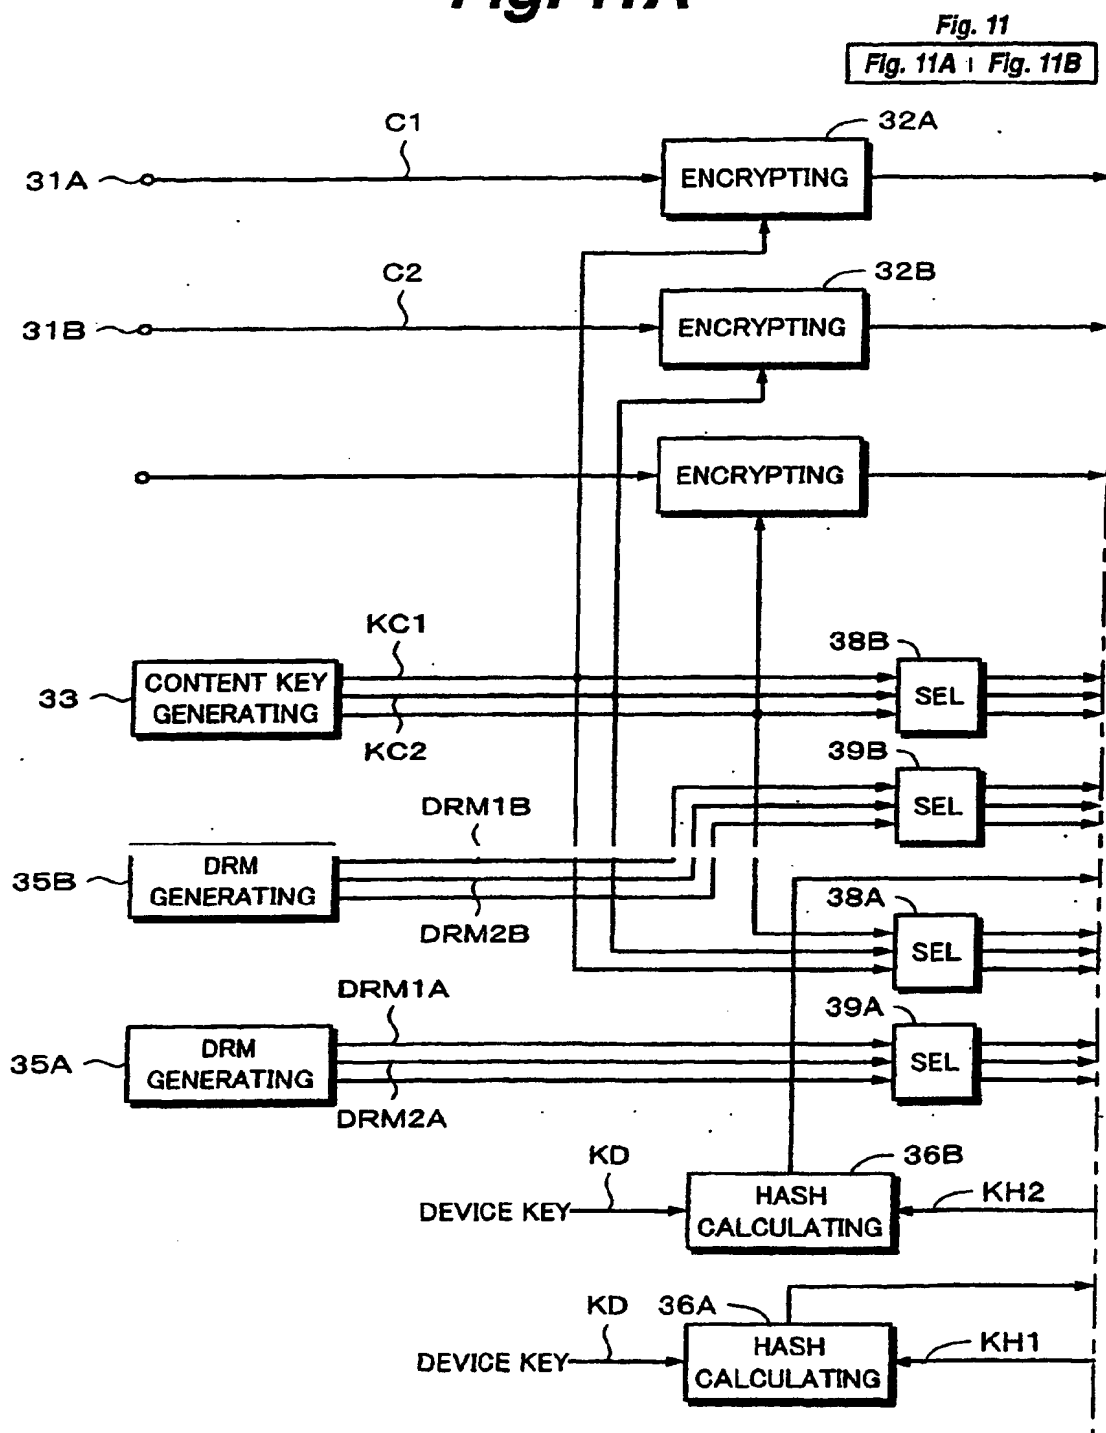 Fig. 11A
Fig. 11
Fig. 11A Fig. 11B
C1
32A
31A
ENCRYPTING
C2
32B
31B
ENCRYPTING
ENCRYPTING
KC1
38B
33
CONTENT KEY
GENERATING
SEL
KC2
39B
DRM1B
SEL
35B
DRM
GENERATING
38A
DRM2B
SEL
DRM1A
39A
35A
DRM
GENERATING
SEL
DRM2A
KD
36B
DEVICE KEY
HASH
CALCULATING
KH2
KD
36A
DEVICE KEY
HASH
CALCULATING
KH1